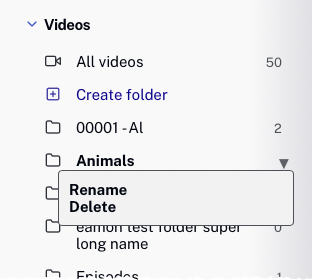 Videos
All videos 50
Create folder
00001 - AI 2
Animals
Rename
Delete
eamon test folder super 0
long name
Episodes 1